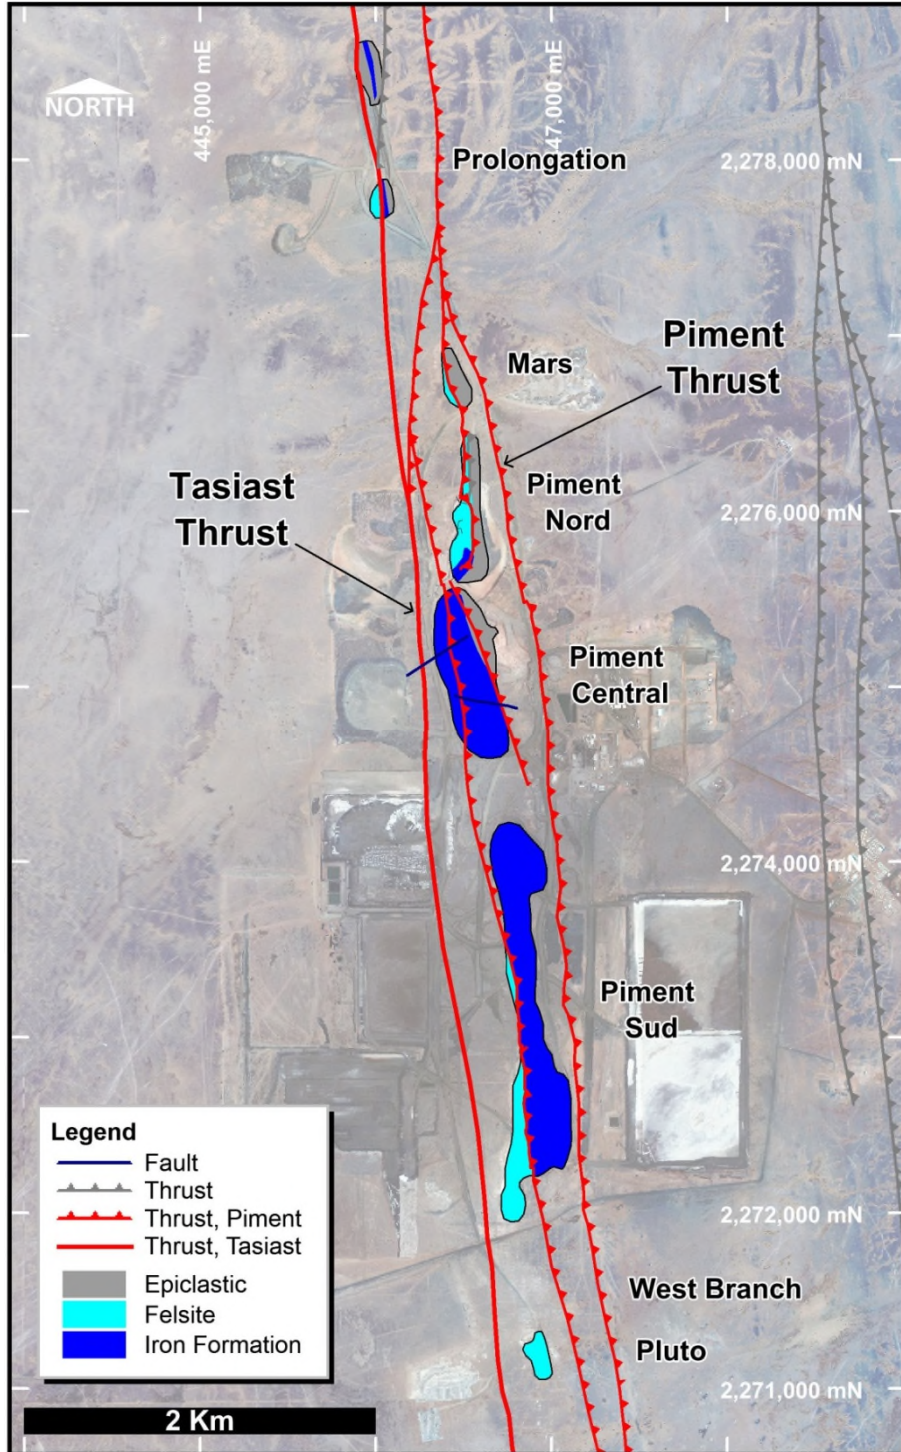 445,000 mE
447,000 mE
NORTH
Prolongation
2,278,000 mN
Mars
Piment
Thrust
Tasiast
Thrust
Piment
Nord
2,276,000 mN
Piment
Central
2,274,000 mN
Piment
Sud
Legend
Fault
Thrust
Thrust, Piment
Thrust, Tasiast
Epiclastic
Felsite
Iron Formation
2,272,000 mN
West Branch
Pluto
2,271,000 mN
2 Km